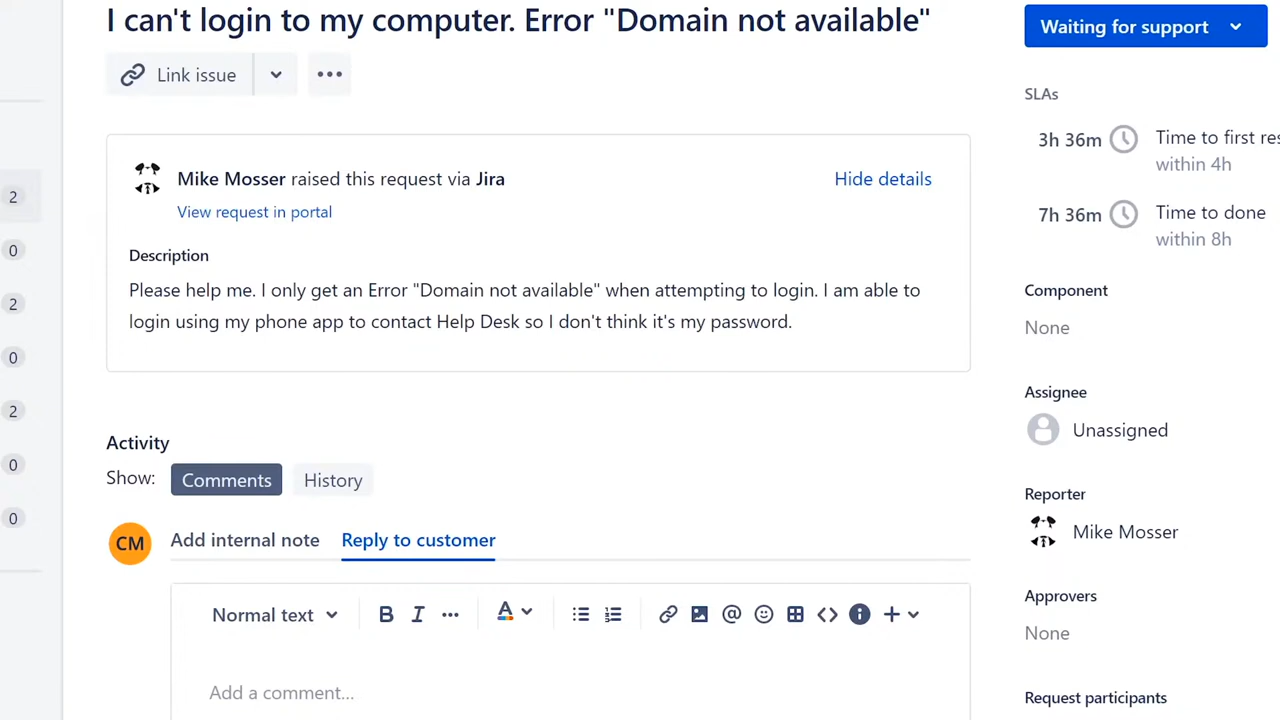 I can't login to my computer. Error "Domain not available"
Waiting for support
Link issue
SLAs
3h 36m
Time to first res
within 4h
Mike Mosser raised this request via Jira
Hide details
View request in portal
7h 36m
Time to done
within 8h
Description
Please help me. I only get an Error "Domain not available" when attempting to login. I am able to
login using my phone app to contact Help Desk so I don't think it's my password.
Component
None
Assignee
Unassigned
Activity
Show:
Comments
History
Reporter
Mike Mosser
CM
Add internal note
Reply to customer
Approvers
None
Normal text
B
I
A
Add a comment...
Request participants
2
0
2
0
2
0
0